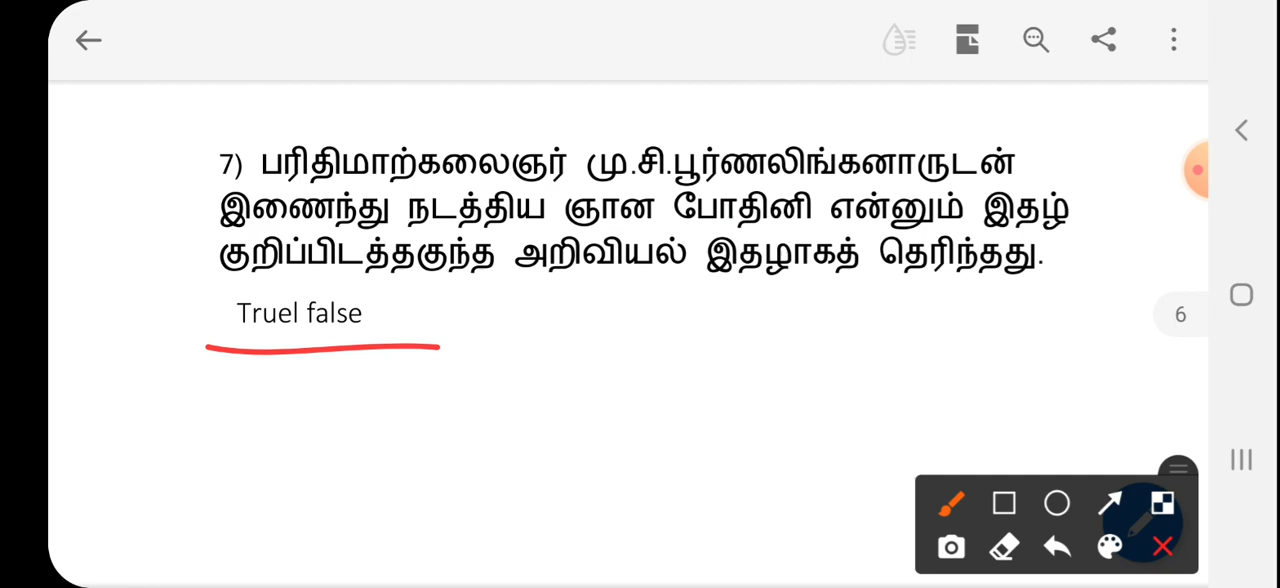 7) பரிதிமாற்கலைஞர் மு.சி.பூர்ணலிங்கனாருடன்
இணைந்து நடத்திய ஞான போதினி என்னும் இதழ்
குறிப்பிடத்தகுந்த அறிவியல் இதழாகத் தெரிந்தது.
Truel false
6